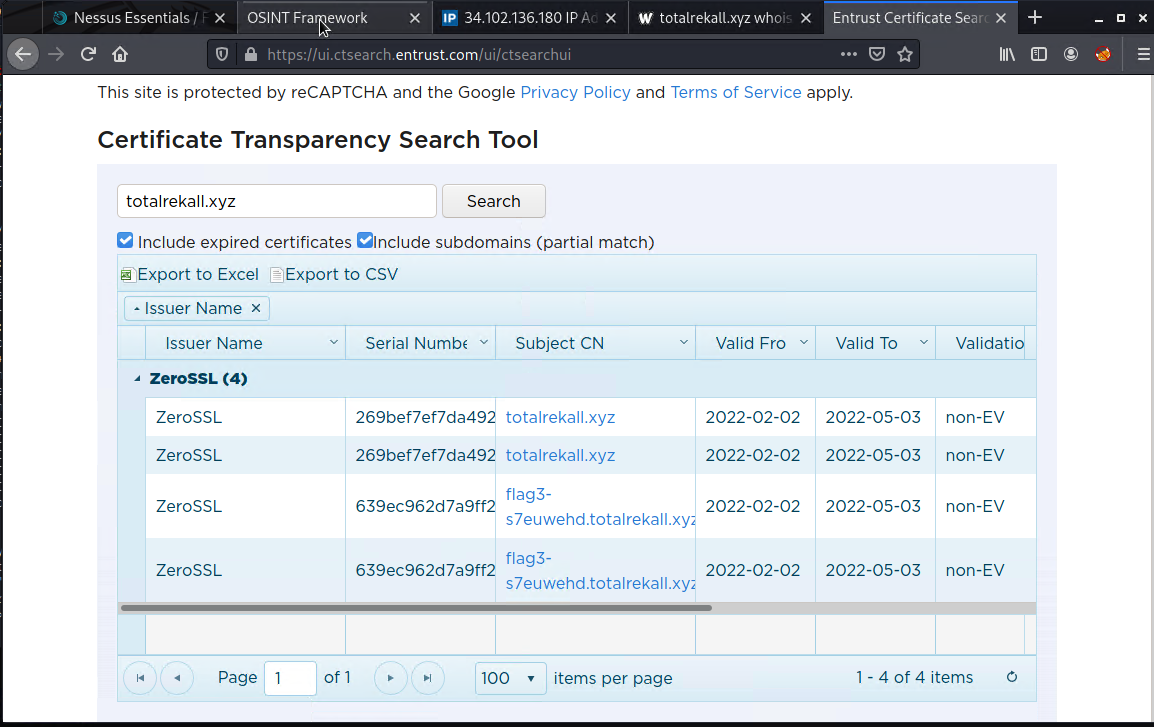 Nessus Essentials / F
OSINT Framework
IP 34.102.136.180 IP Ad
W totalrekall.xyz whois
Entrust Certificate Searc
https://ui.ctsearch.entrust.com/ui/ctsearchui
This site is protected by reCAPTCHA and the Google Privacy Policy and Terms of Service apply.
Certificate Transparency Search Tool
totalrekall.xyz Search
Include expired certificates Include subdomains (partial match)
Export to Excel Export to CSV
Issuer Name ×
Issuer Name Serial Numbe Subject CN Valid Fro Valid To Validatio
ZeroSSL (4)
ZeroSSL 269bef7ef7da492 totalrekall.xyz 2022-02-02 2022-05-03 non-EV
ZeroSSL 269bef7ef7da492 totalrekall.xyz 2022-02-02 2022-05-03 non-EV
flag3-
ZeroSSL 639ec962d7a9ff2 s7euwehd.totalrekall.xyz 2022-02-02 2022-05-03 non-EV
flag3-
ZeroSSL 639ec962d7a9ff2 s7euwehd.totalrekall.xyz 2022-02-02 2022-05-03 non-EV
Page 1 of 1 100 items per page 1 - 4 of 4 items